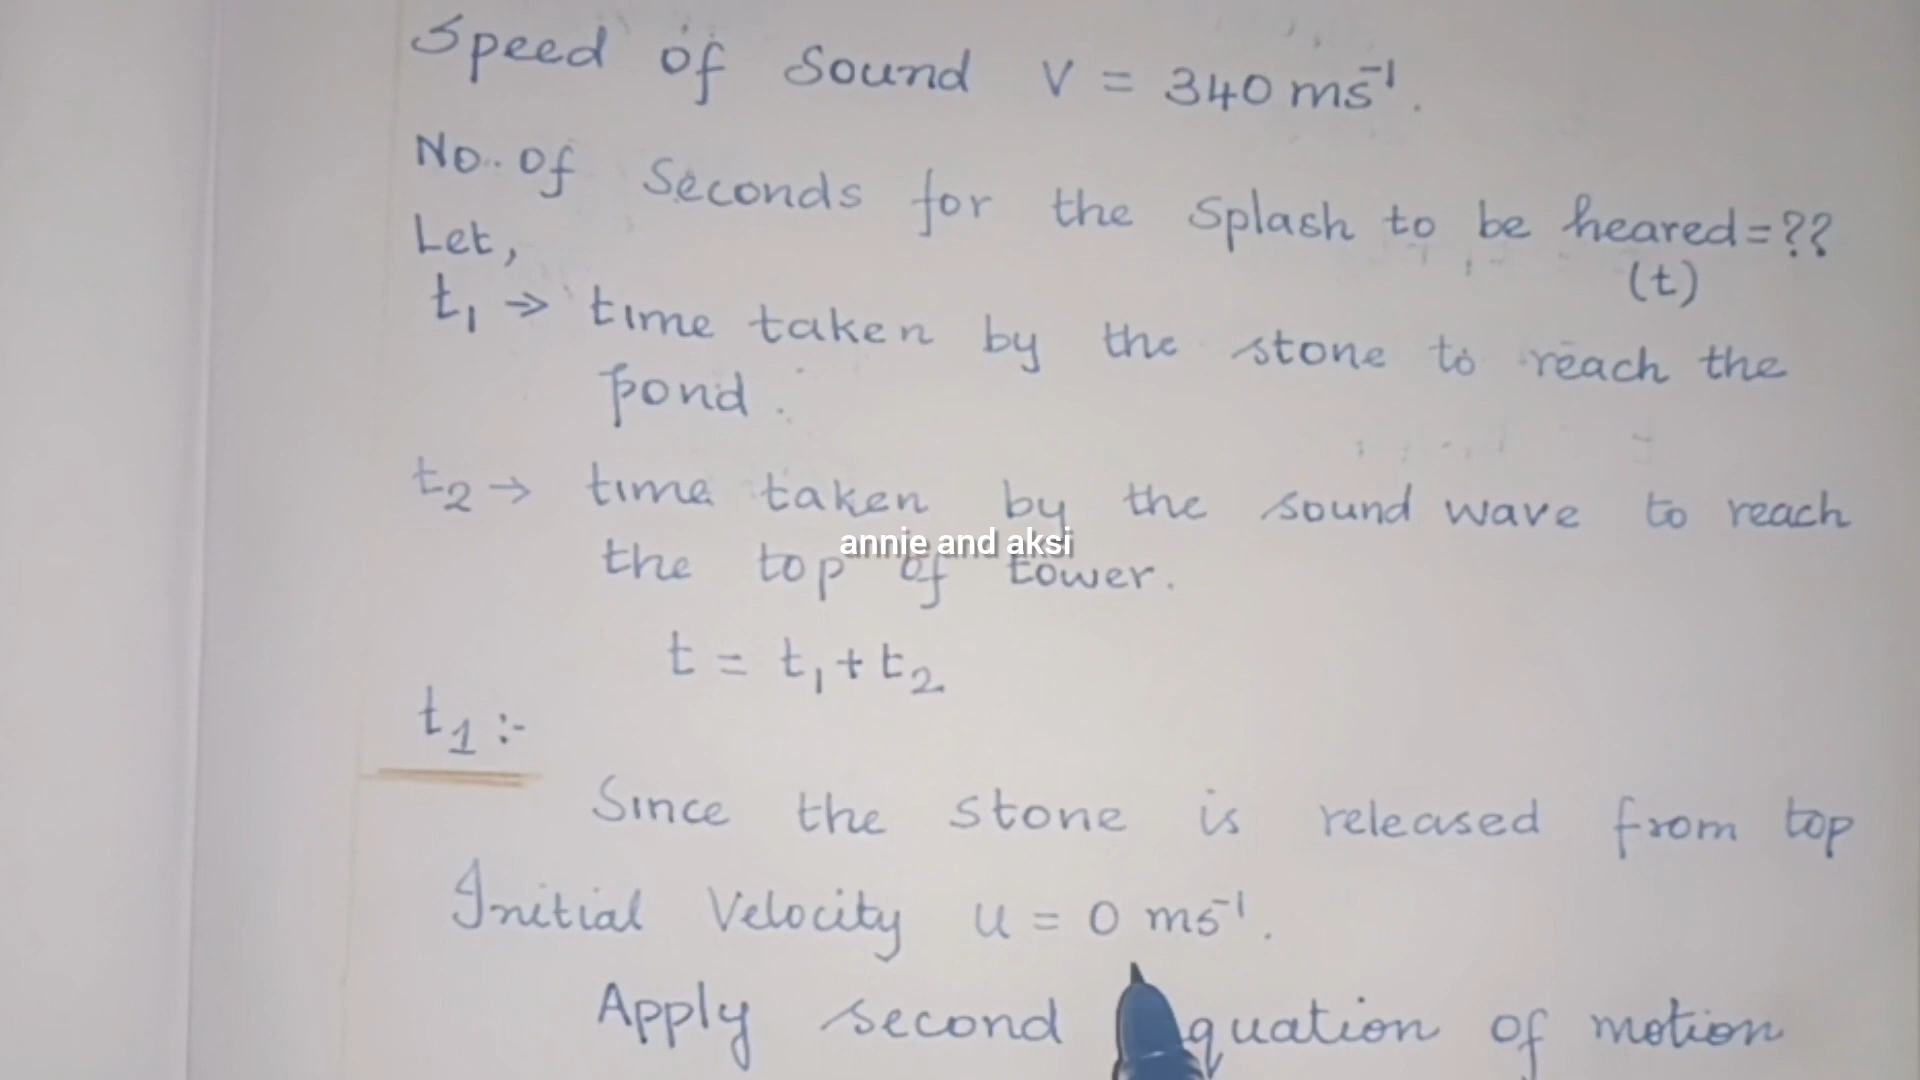 Speed of Sound V = 340 ms⁻¹.
No. of Seconds for the Splash to be heared=??
(t)
Let,
t₁ → time taken by the stone to reach the
pond.
t₂ → time taken by the sound wave to reach
annie and aksi
the top of tower.
t = t₁ + t₂
t₁ :-
Since the stone is released from top
Initial Velocity u = 0 ms⁻¹.
Apply second quation of motion